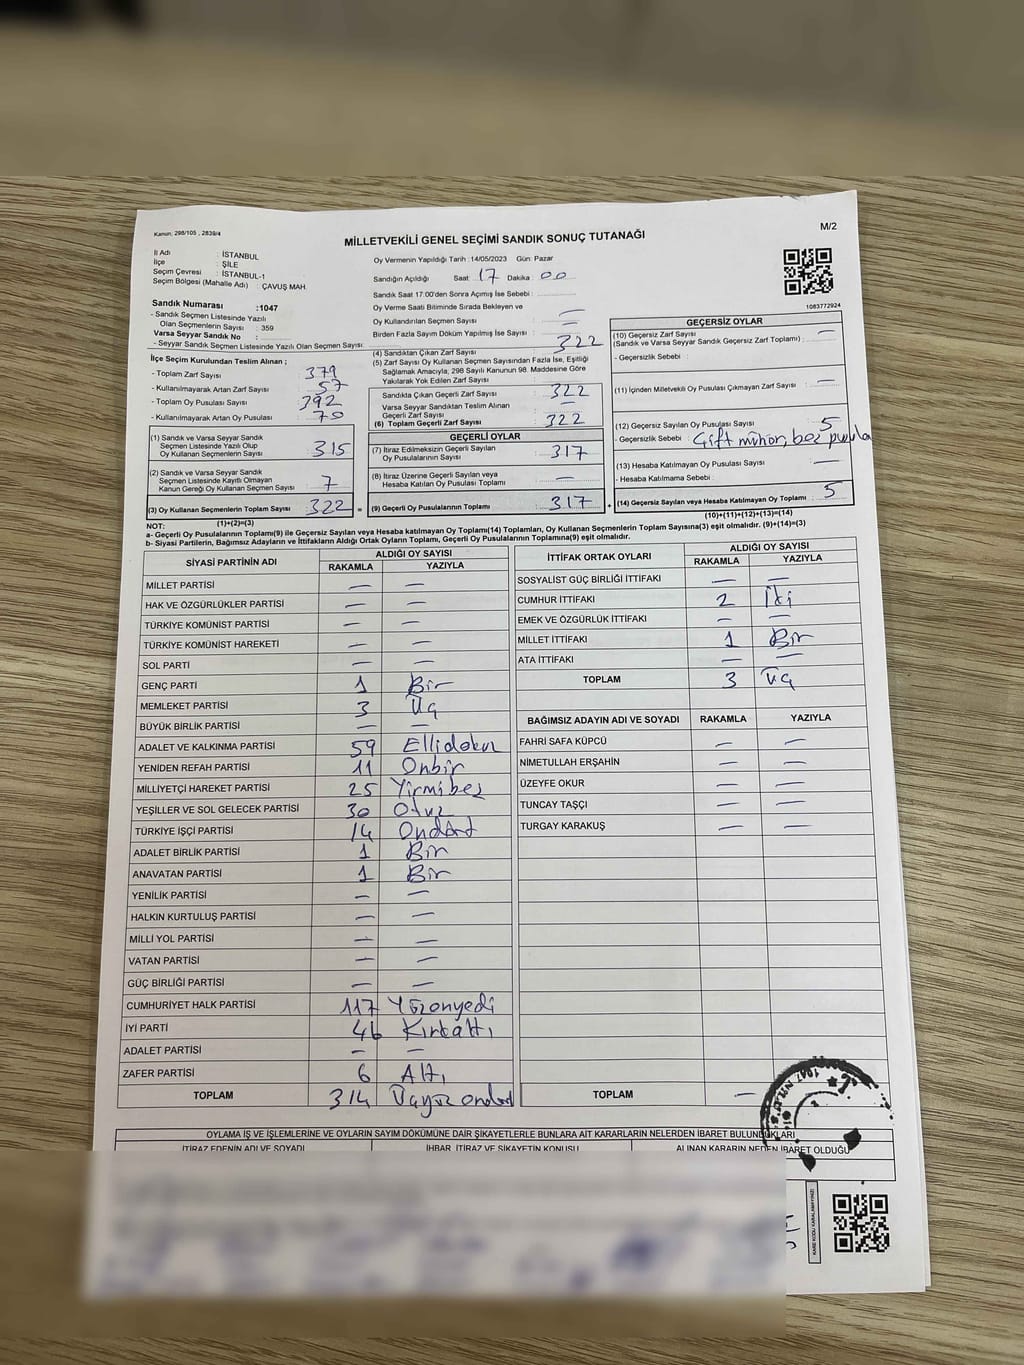 Kanun, 298/105 , 2839/4
M/2
MİLLETVEKİLİ GENEL SEÇİMİ SANDIK SONUÇ TUTANAĞI
İl Adı : İSTANBUL
İlçe : ŞİLE
Seçim Çevresi : İSTANBUL-1
Seçim Bölgesi (Mahalle Adı) : ÇAVUŞ MAH.
Sandık Numarası :1047
- Sandık Seçmen Listesinde Yazılı
Olan Seçmenlerin Sayısı : 359
Varsa Seyyar Sandık No :
- Seyyar Sandık Seçmen Listesinde Yazılı Olan Seçmen Sayısı:
İlçe Seçim Kurulundan Teslim Alınan ;
- Toplam Zarf Sayısı : 379
- Kullanılmayarak Artan Zarf Sayısı : 57
- Toplam Oy Pusulası Sayısı : 392
- Kullanılmayarak Artan Oy Pusulası : 70
(1) Sandık ve Varsa Seyyar Sandık
Seçmen Listesinde Yazılı Olup
Oy Kullanan Seçmenlerin Sayısı : 315
(2) Sandık ve Varsa Seyyar Sandık
Seçmen Listesinde Kayıtlı Olmayan
Kanun Gereği Oy Kullanan Seçmen Sayısı : 7
(3) Oy Kullanan Seçmenlerin Toplam Sayısı : 322 =
(1)+(2)=(3)
Oy Vermenin Yapıldığı Tarih :14/05/2023 Gün: Pazar
Sandığın Açıldığı Saat 17 Dakika : 00
Sandık Saat 17:00'den Sonra Açılmış İse Sebebi :
Oy Verme Saati Bitiminde Sırada Bekleyen ve
Oy Kullandırılan Seçmen Sayısı : —
Birden Fazla Sayım Döküm Yapılmış İse Sayısı : —
(4) Sandıktan Çıkan Zarf Sayısı : 322
(5) Zarf Sayısı Oy Kullanan Seçmen Sayısından Fazla İse, Eşitliği
Sağlamak Amacıyla; 298 Sayılı Kanunun 98. Maddesine Göre
Yakılarak Yok Edilen Zarf Sayısı :
Sandıkta Çıkan Geçerli Zarf Sayısı : 322
Varsa Seyyar Sandıktan Teslim Alınan
Geçerli Zarf Sayısı : —
(6) Toplam Geçerli Zarf Sayısı : 322
GEÇERLİ OYLAR
(7) İtiraz Edilmeksizin Geçerli Sayılan
Oy Pusulalarının Sayısı : 317
(8) İtiraz Üzerine Geçerli Sayılan veya
Hesaba Katılan Oy Pusulası Toplamı : —
(9) Geçerli Oy Pusulalarının Toplamı : 317 +
1083772924
GEÇERSİZ OYLAR
(10) Geçersiz Zarf Sayısı
(Sandık ve Varsa Seyyar Sandık Geçersiz Zarf Toplamı) : —
- Geçersizlik Sebebi :
(11) İçinden Milletvekili Oy Pusulası Çıkmayan Zarf Sayısı : —
(12) Geçersiz Sayılan Oy Pusulası Sayısı : 5
- Geçersizlik Sebebi : Çift mühür, boş pusula
(13) Hesaba Katılmayan Oy Pusulası Sayısı : —
- Hesaba Katılmama Sebebi :
(14) Geçersiz Sayılan veya Hesaba Katılmayan Oy Toplamı : 5
(10)+(11)+(12)+(13)=(14)
NOT:
a- Geçerli Oy Pusulalarının Toplamı(9) ile Geçersiz Sayılan veya Hesaba katılmayan Oy Toplamı(14) Toplamları, Oy Kullanan Seçmenlerin Toplam Sayısına(3) eşit olmalıdır. (9)+(14)=(3)
b- Siyasi Partilerin, Bağımsız Adayların ve İttifakların Aldığı Ortak Oyların Toplamı, Geçerli Oy Pusulalarının Toplamına(9) eşit olmalıdır.
SİYASİ PARTİNİN ADI ALDIĞI OY SAYISI
RAKAMLA YAZIYLA
MİLLET PARTİSİ — —
HAK VE ÖZGÜRLÜKLER PARTİSİ — —
TÜRKİYE KOMÜNİST PARTİSİ — —
TÜRKİYE KOMÜNİST HAREKETİ — —
SOL PARTİ — —
GENÇ PARTİ 1 Bir
MEMLEKET PARTİSİ 3 Üç
BÜYÜK BİRLİK PARTİSİ — —
ADALET VE KALKINMA PARTİSİ 59 Ellidokuz
YENİDEN REFAH PARTİSİ 11 Onbir
MİLLİYETÇİ HAREKET PARTİSİ 25 Yirmibeş
YEŞİLLER VE SOL GELECEK PARTİSİ 30 Otuz
TÜRKİYE İŞÇİ PARTİSİ 14 Ondört
ADALET BİRLİK PARTİSİ 1 Bir
ANAVATAN PARTİSİ 1 Bir
YENİLİK PARTİSİ — —
HALKIN KURTULUŞ PARTİSİ — —
MİLLİ YOL PARTİSİ — —
VATAN PARTİSİ — —
GÜÇ BİRLİĞİ PARTİSİ — —
CUMHURİYET HALK PARTİSİ 117 Yüzonyedi
İYİ PARTİ 46 Kırkaltı
ADALET PARTİSİ — —
ZAFER PARTİSİ 6 Altı
TOPLAM 314 Üçyüz ondört
İTTİFAK ORTAK OYLARI ALDIĞI OY SAYISI
RAKAMLA YAZIYLA
SOSYALİST GÜÇ BİRLİĞİ İTTİFAKI — —
CUMHUR İTTİFAKI 2 İki
EMEK VE ÖZGÜRLÜK İTTİFAKI — —
MİLLET İTTİFAKI 1 Bir
ATA İTTİFAKI — —
TOPLAM 3 Üç
BAĞIMSIZ ADAYIN ADI VE SOYADI RAKAMLA YAZIYLA
FAHRİ SAFA KÜPCÜ — —
NİMETULLAH ERŞAHİN — —
ÜZEYFE OKUR — —
TUNCAY TAŞÇI — —
TURGAY KARAKUŞ — —
TOPLAM —
OYLAMA İŞ VE İŞLEMLERİNE VE OYLARIN SAYIM DÖKÜMÜNE DAİR ŞİKAYETLERLE BUNLARA AİT KARARLARIN NELERDEN İBARET BULUNDUKLARI
İTİRAZ EDENİN ADI VE SOYADI İHBAR, İTİRAZ VE ŞİKAYETİN KONUSU ALINAN KARARIN NEDEN İBARET OLDUĞU
KARE KODU KARALAMAYINIZ!